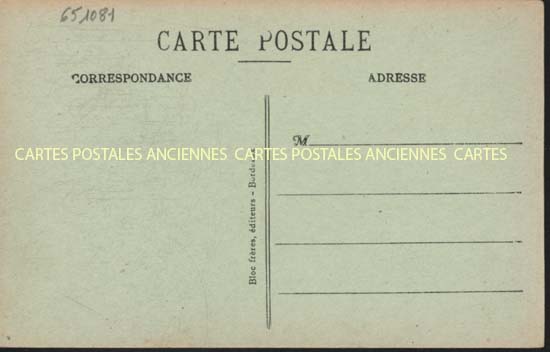 651081
CARTE POSTALE
CORRESPONDANCE
ADRESSE
M
CARTES POSTALES ANCIENNES CARTES POSTALES ANCIENNES CARTES
Bloc frères, éditeurs - Bordeaux